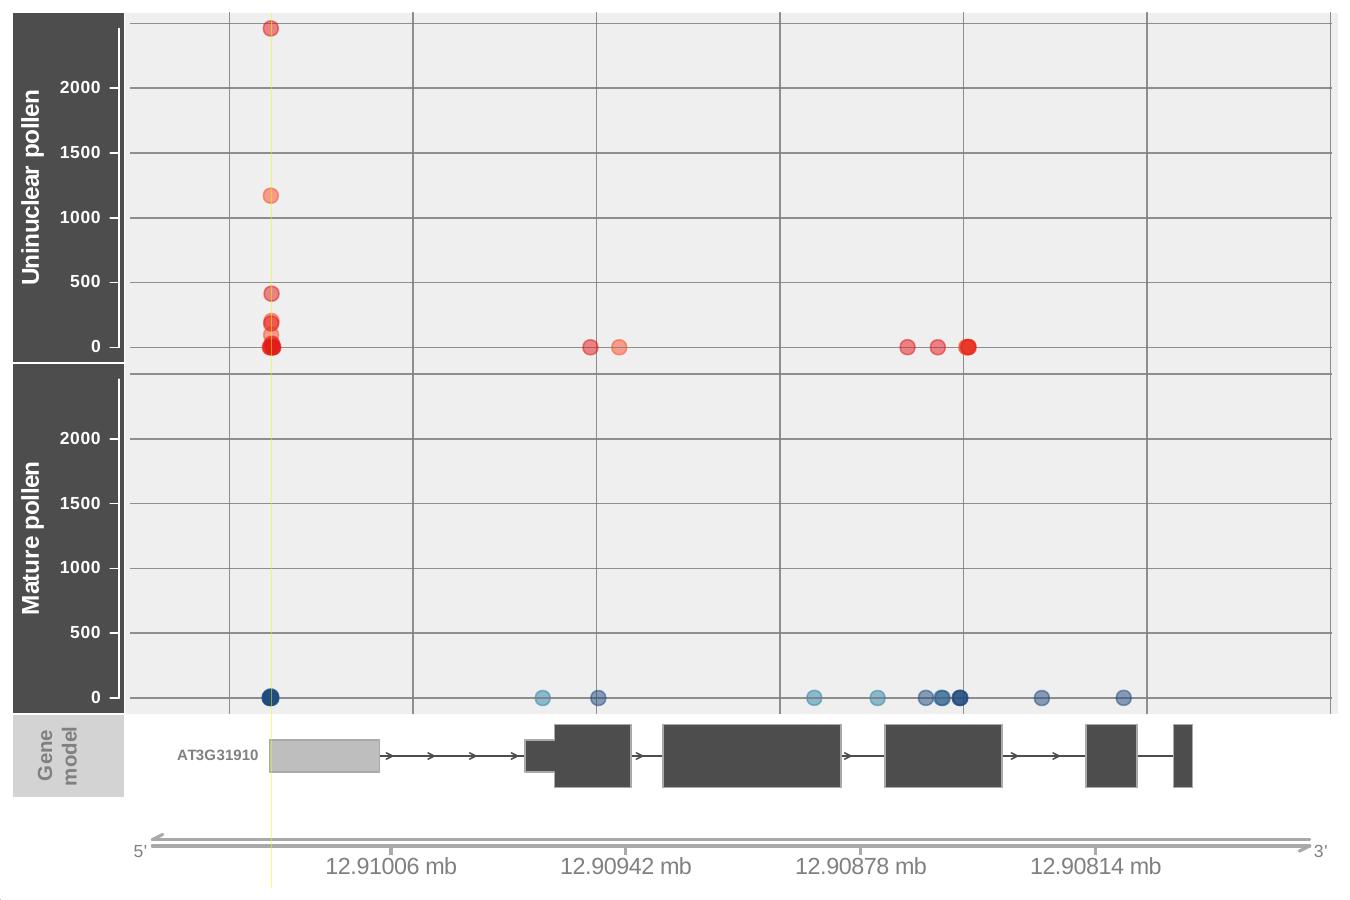 Uninuclear pollen
2000
1500
1000
500
0
Mature pollen
2000
1500
1000
500
0
Gene
model
AT3G31910
5'
3'
12.91006 mb
12.90942 mb
12.90878 mb
12.90814 mb